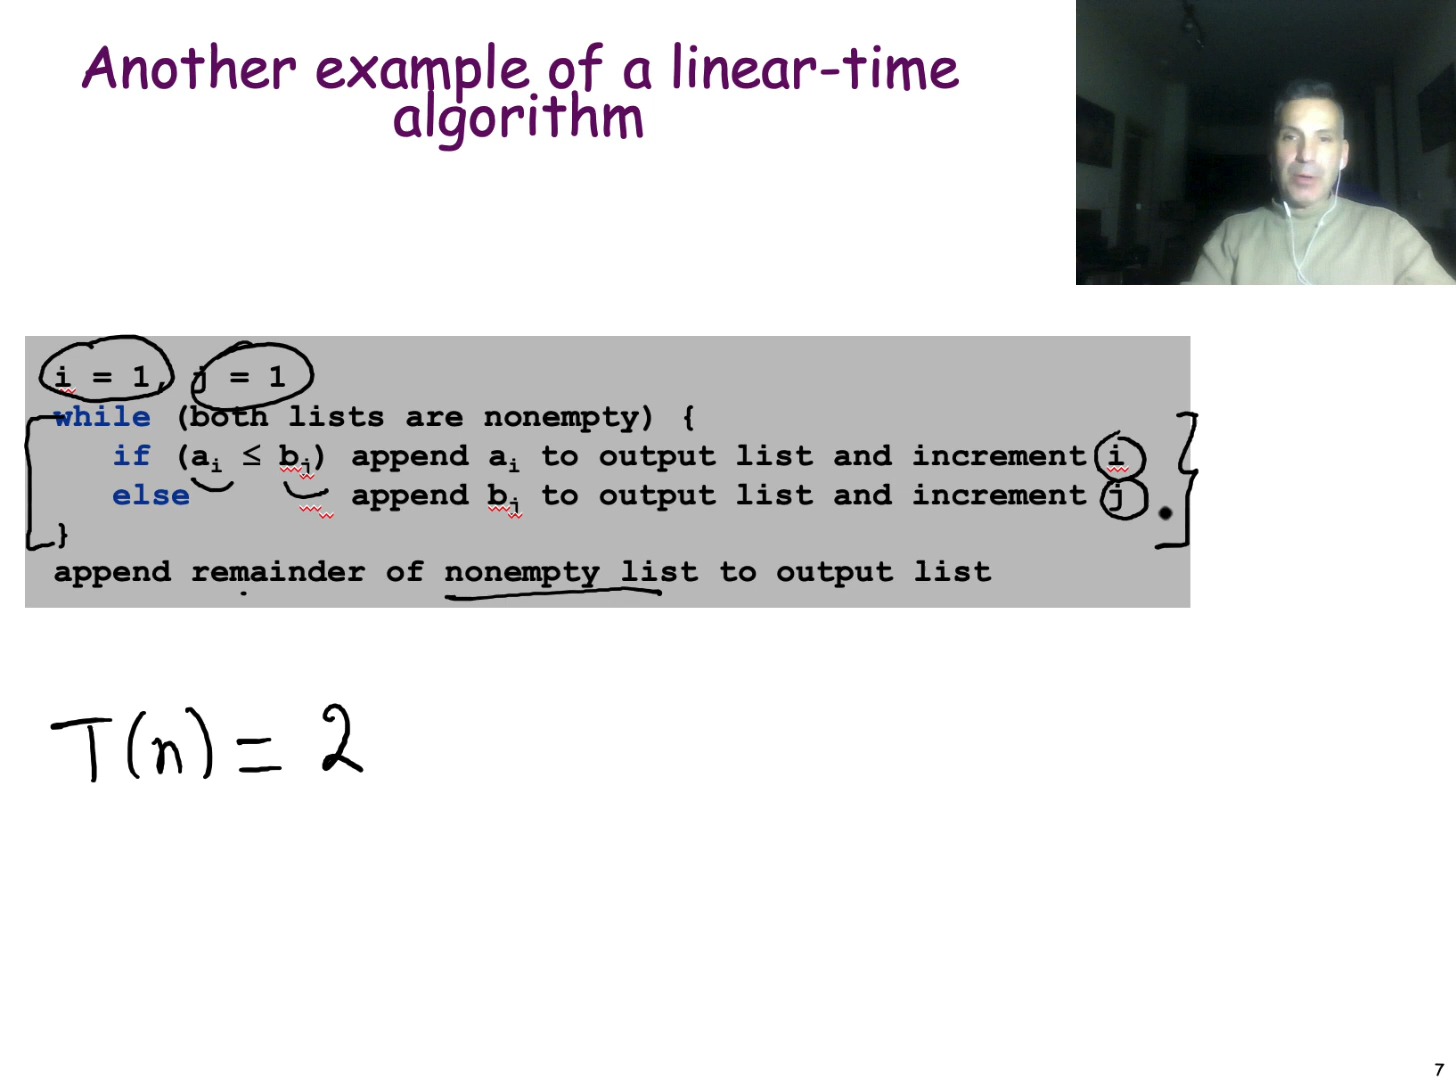 Another example of a linear-time
algorithm
i = 1, j = 1
while (both lists are nonempty) {
if (aᵢ ≤ bⱼ) append aᵢ to output list and increment i
else append bⱼ to output list and increment j
}
append remainder of nonempty list to output list
T(n) = 2
7